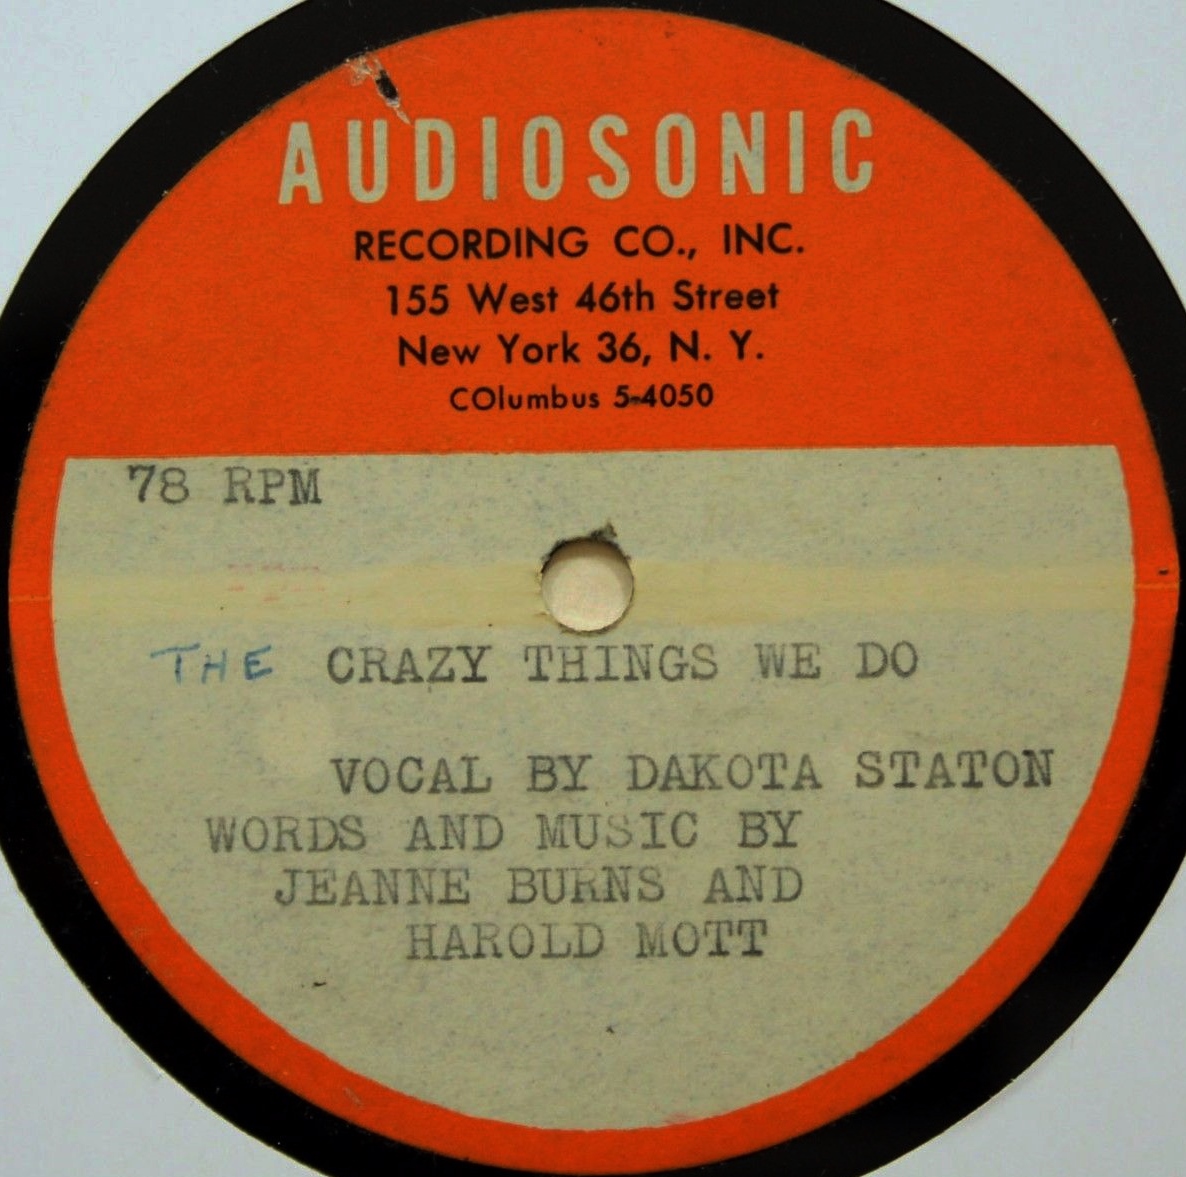 AUDIOSONIC
RECORDING CO., INC.
155 West 46th Street
New York 36, N. Y.
COlumbus 5-4050
78 RPM
THE CRAZY THINGS WE DO
VOCAL BY DAKOTA STATON
WORDS AND MUSIC BY
JEANNE BURNS AND
HAROLD MOTT